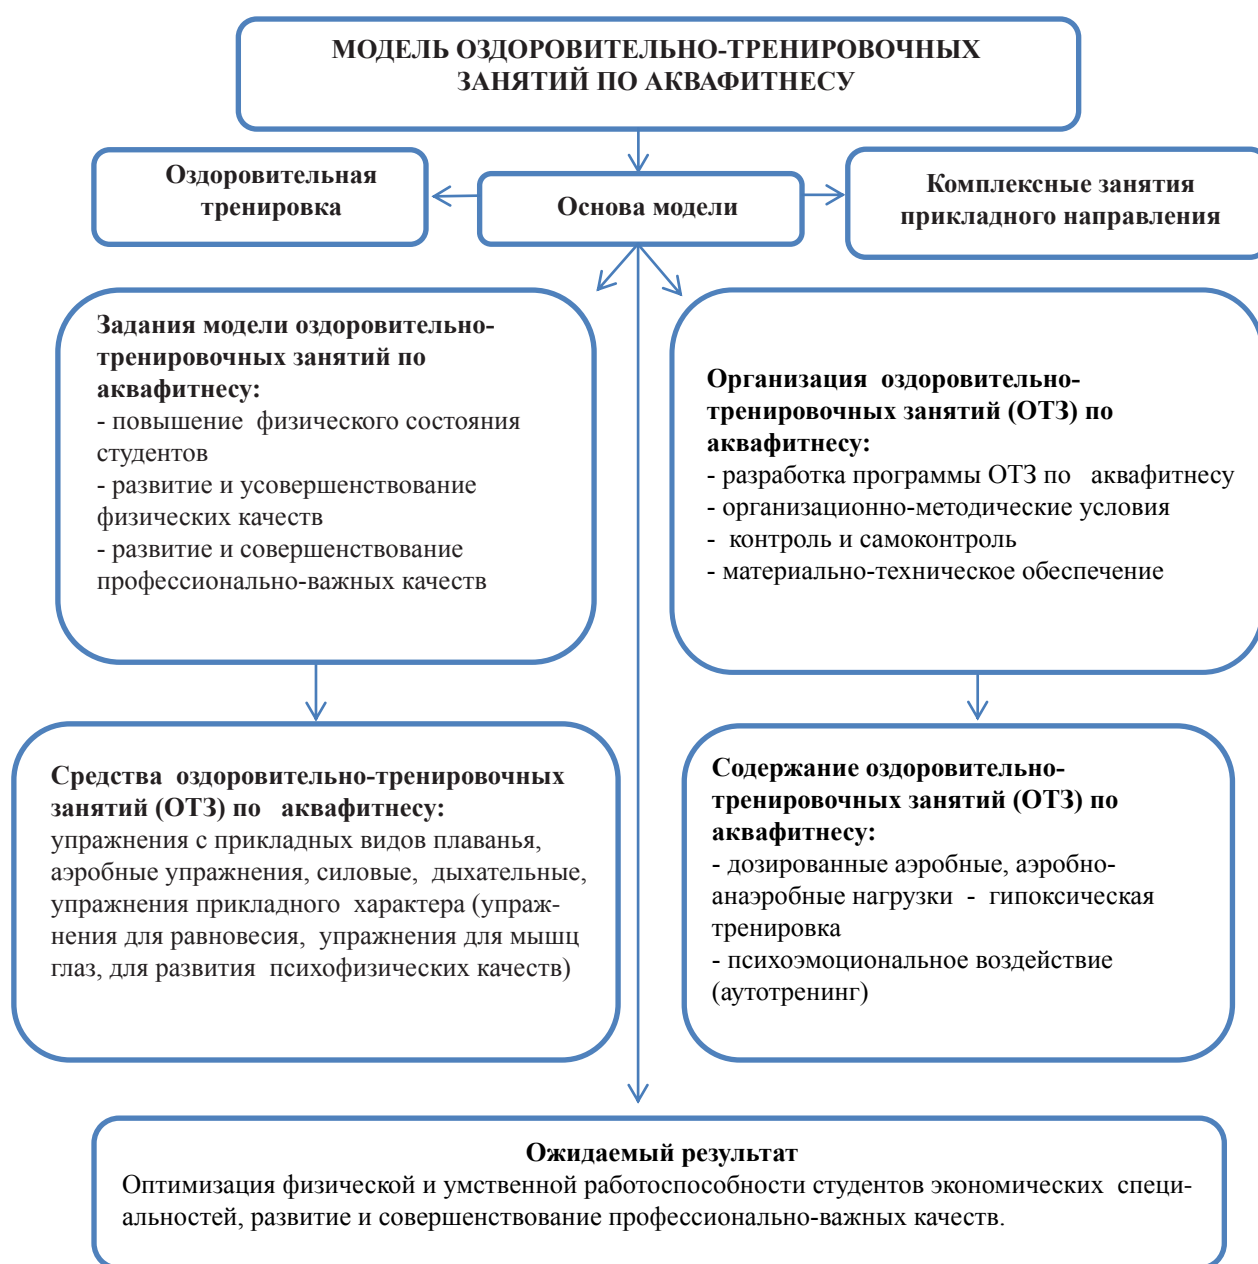 МОДЕЛЬ ОЗДОРОВИТЕЛЬНО-ТРЕНИРОВОЧНЫХ
ЗАНЯТИЙ ПО АКВАФИТНЕСУ
Оздоровительная
тренировка
Основа модели
Комплексные занятия
прикладного направления
Задания модели оздоровительно-
тренировочных занятий по
аквафитнесу:
- повышение физического состояния
студентов
- развитие и усовершенствование
физических качеств
- развитие и совершенствование
профессионально-важных качеств
Организация оздоровительно-
тренировочных занятий (ОТЗ) по
аквафитнесу:
- разработка программы ОТЗ по аквафитнесу
- организационно-методические условия
- контроль и самоконтроль
- материально-техническое обеспечение
Средства оздоровительно-тренировочных
занятий (ОТЗ) по аквафитнесу:
упражнения с прикладных видов плаванья,
аэробные упражнения, силовые, дыхательные,
упражнения прикладного характера (упраж-
нения для равновесия, упражнения для мышц
глаз, для развития психофизических качеств)
Содержание оздоровительно-
тренировочных занятий (ОТЗ) по
аквафитнесу:
- дозированные аэробные, аэробно-
анаэробные нагрузки - гипоксическая
тренировка
- психоэмоциональное воздействие
(аутотренинг)
Ожидаемый результат
Оптимизация физической и умственной работоспособности студентов экономических специ-
альностей, развитие и совершенствование профессионально-важных качеств.